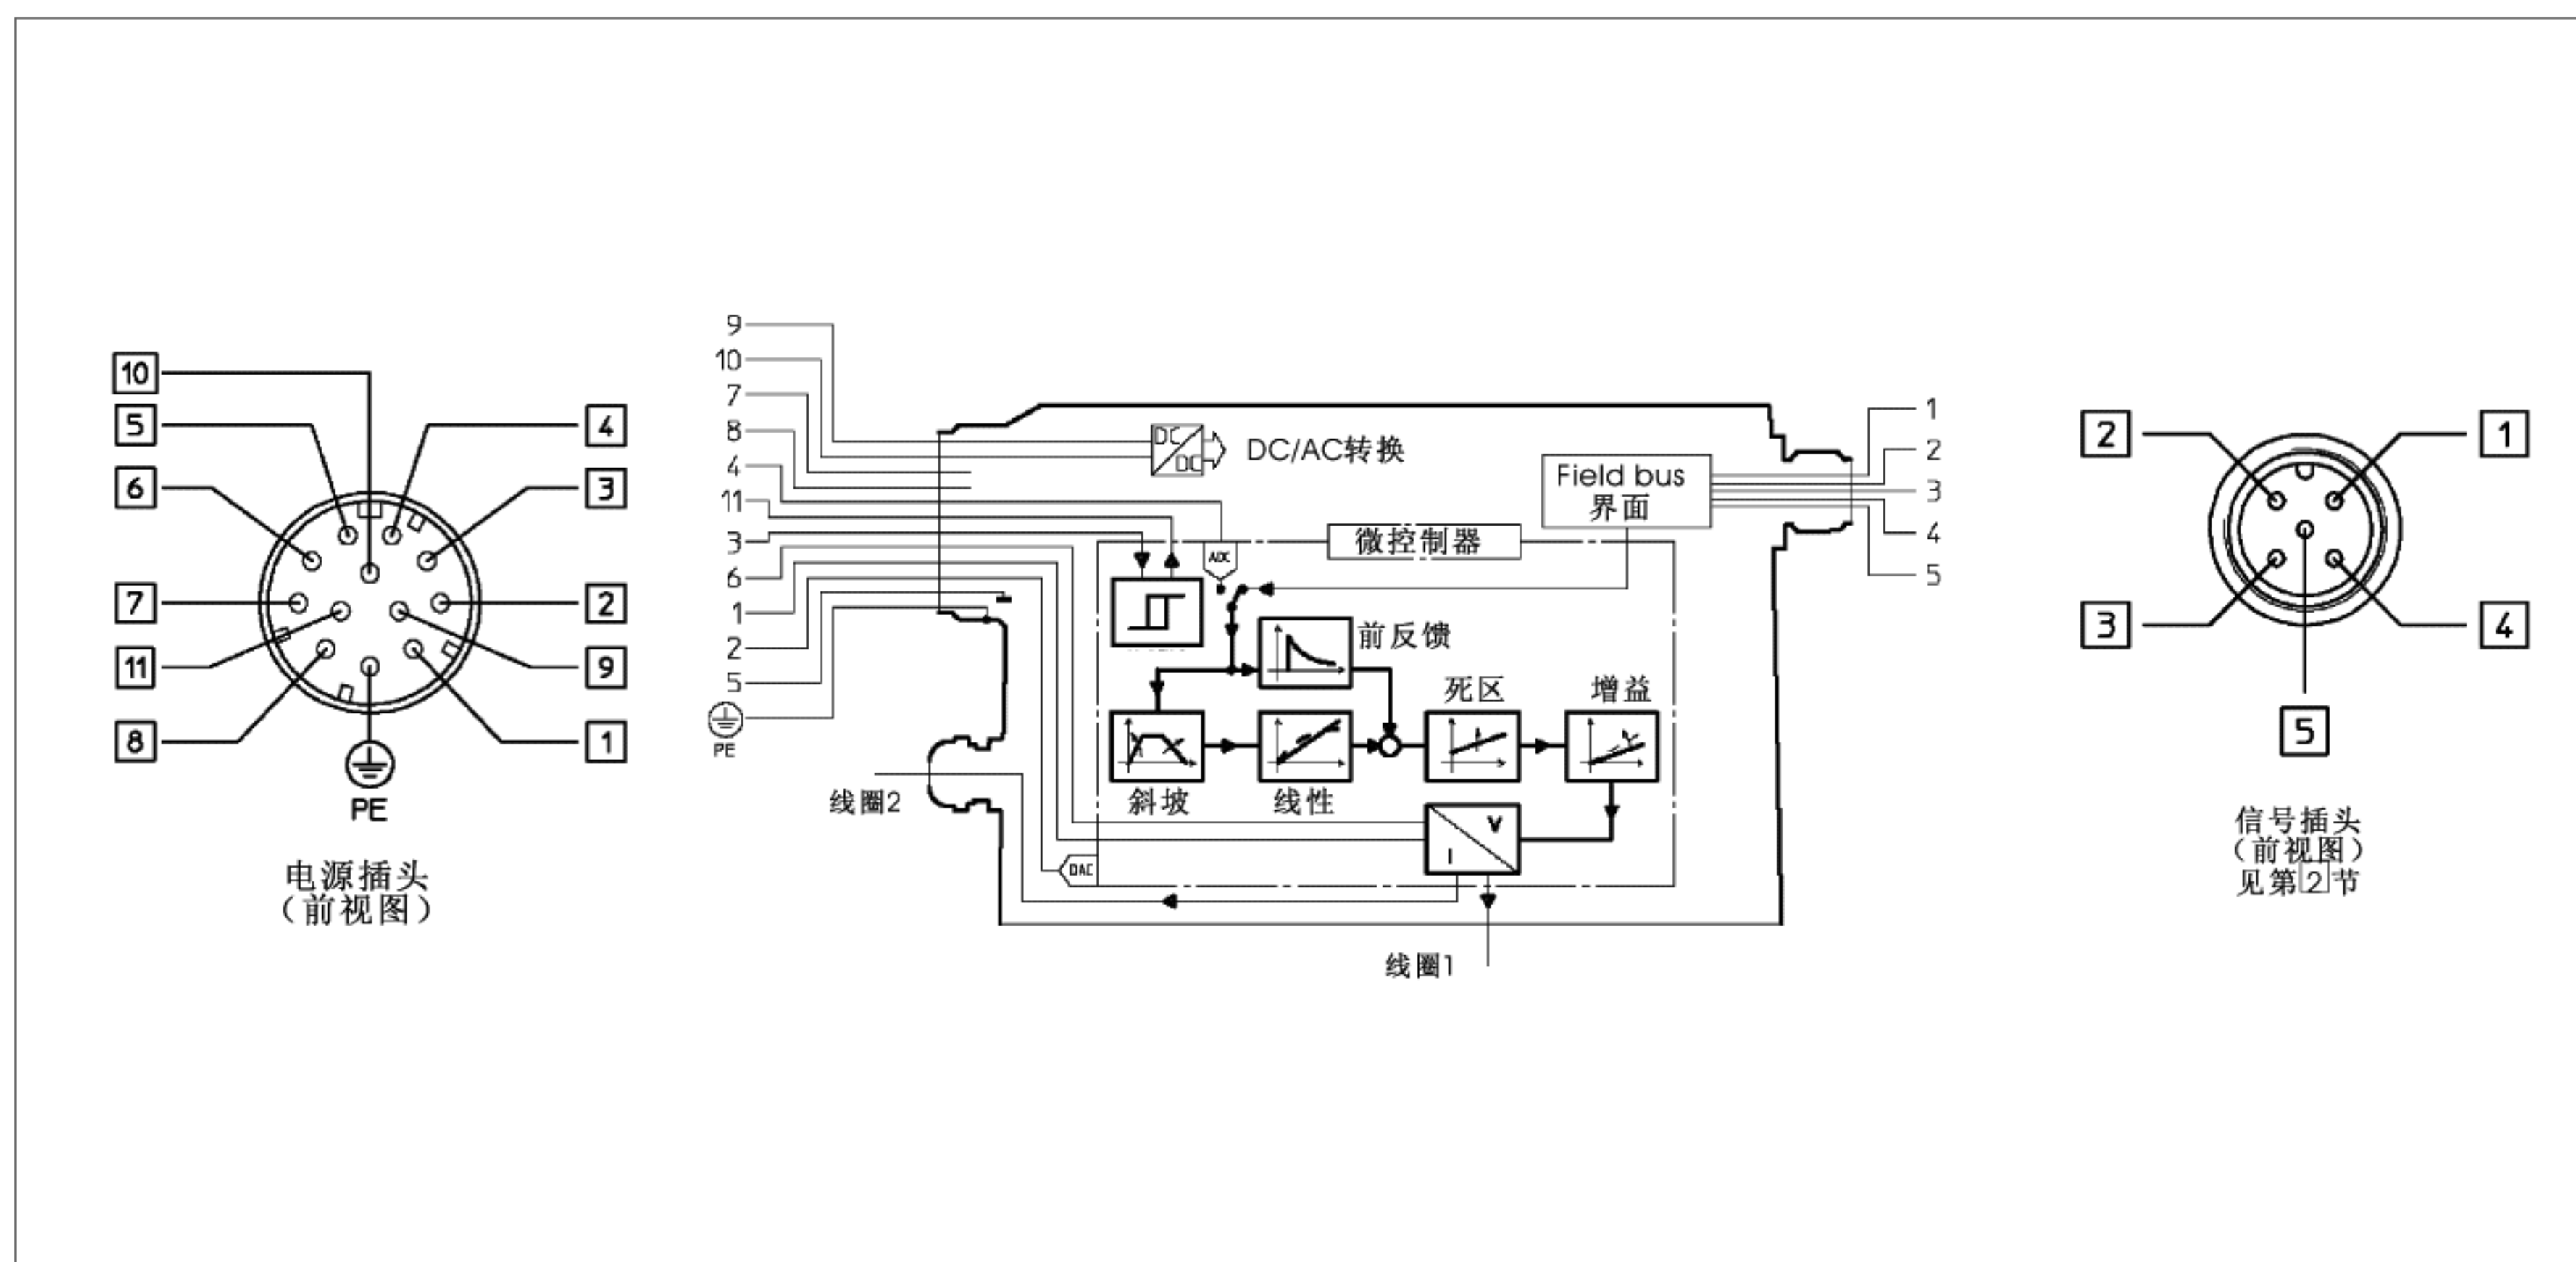 10
5
4
6
3
7
2
11
9
8
1
PE
电源插头
（前视图）
9
10
7
8
4
11
3
6
1
2
5
PE
DC
DC
DC/AC转换
Field bus
界面
微控制器
ADC
前反馈
死区
增益
斜坡
线性
V
I
DAC
线圈2
线圈1
1
2
3
4
5
2
1
3
4
5
信号插头
（前视图）
见第2节